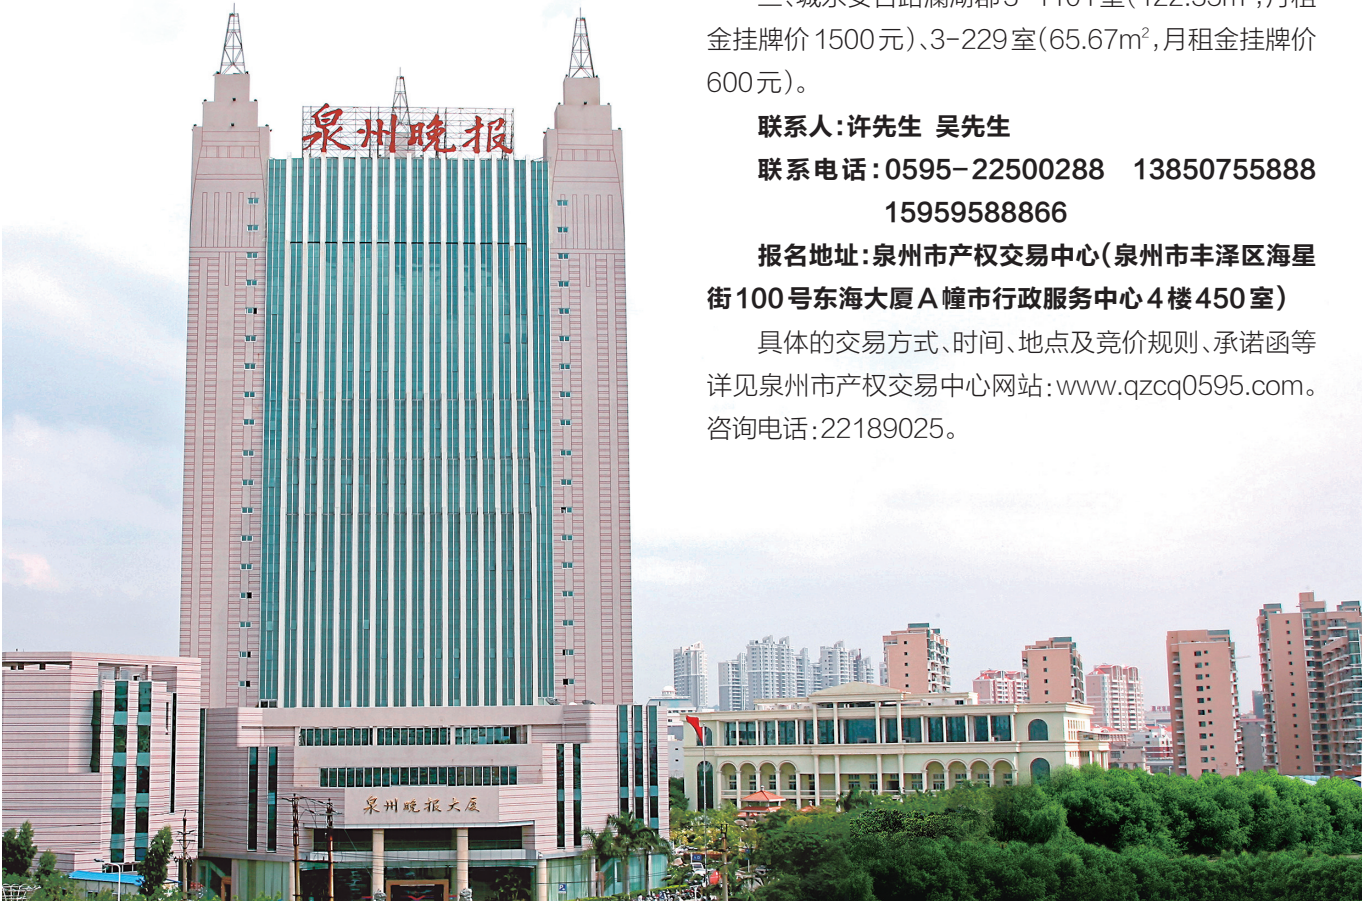 金挂牌价1500元)、3-229室(65.67m²,月租金挂牌价
600元)。
联系人:许先生 吴先生
联系电话:0595-22500288 13850755888
15959588866
报名地址:泉州市产权交易中心(泉州市丰泽区海星
街100号东海大厦A幢市行政服务中心4楼450室)
具体的交易方式、时间、地点及竞价规则、承诺函等
详见泉州市产权交易中心网站:www.qzcq0595.com。
咨询电话:22189025。
泉州晚报
泉州晚报大厦